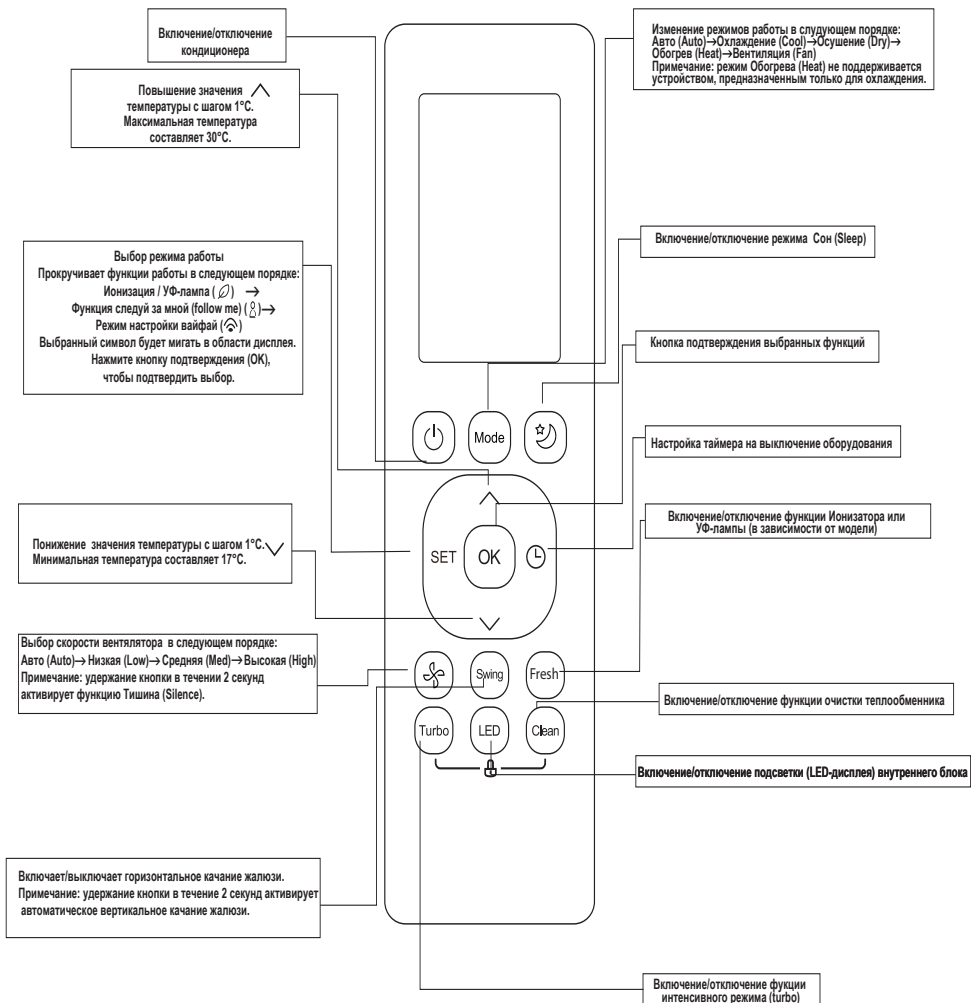 Включение/отключение
кондиционера
Повышение значения
температуры с шагом 1°C.
Максимальная температура
составляет 30°C.
Выбор режима работы
Прокручивает функции работы в следующем порядке:
Ионизация / УФ-лампа ( ) →
Функция следуй за мной (follow me) ( )→
Режим настройки вайфай ( )
Выбранный символ будет мигать в области дисплея.
Нажмите кнопку подтверждения (OK),
чтобы подтвердить выбор.
Понижение значения температуры с шагом 1°C.
Минимальная температура составляет 17°C.
Выбор скорости вентялятора в следующем порядке:
Авто (Auto)→Низкая (Low)→Средняя (Med)→Высокая (High)
Примечание: удержание кнопки в течении 2 секунд
активирует функцию Тишина (Silence).
Включает/выключает горизонтальное качание жалюзи.
Примечание: удержание кнопки в течение 2 секунд активирует
автоматическое вертикальное качание жалюзи.
Mode
SET
OK
Swing
Fresh
Turbo
LED
Clean
Изменение режимов работы в слудующем порядке:
Авто (Auto)→Охлаждение (Cool)→Осушение (Dry)→
Обогрев (Heat)→Вентиляция (Fan)
Примечание: режим Обогрева (Heat) не поддерживается
устройством, предназначенным только для охлаждения.
Включение/отключение режима Сон (Sleep)
Кнопка подтверждения выбранных функций
Настройка таймера на выключение оборудования
Включение/отключение функции Ионизатора или
УФ-лампы (в зависимости от модели)
Включение/отключение функции очистки теплообменника
Включение/отключение подсветки (LED-дисплея) внутреннего блока
Включение/отключение фукции
интенсивного режима (turbo)